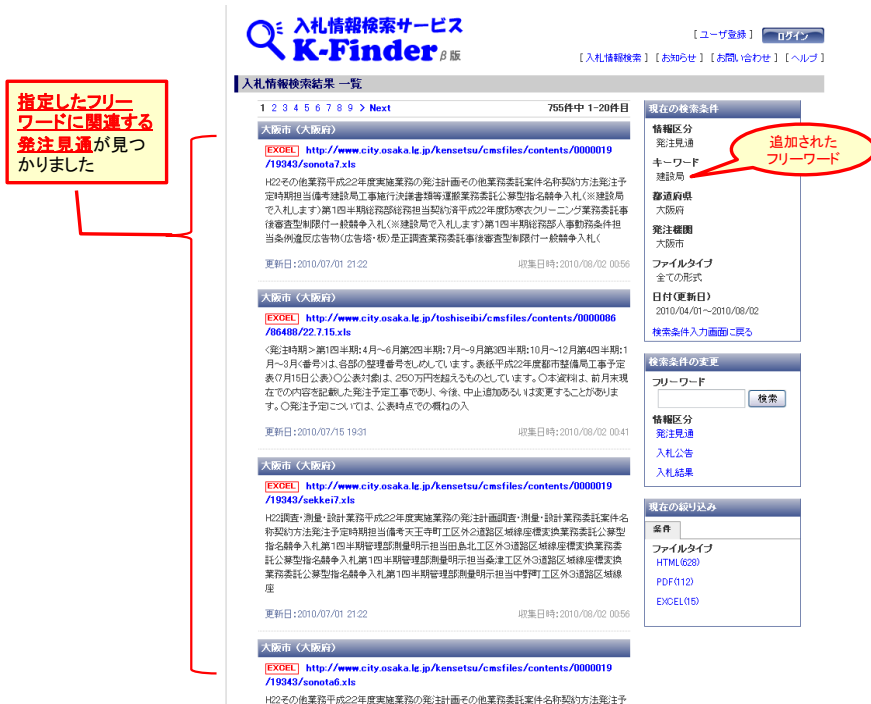 入札情報検索サービス
K-Finder β版
[ ユーザ登録 ] ログイン
[ 入札情報検索 ] [ お知らせ ] [ お問い合わせ ] [ ヘルプ ]
入札情報検索結果 一覧
指定したフリー
ワードに関連する
発注見通が見つ
かりました
1 2 3 4 5 6 7 8 9 > Next 755件中 1-20件目
大阪市 (大阪府)
EXCEL http://www.city.osaka.lg.jp/kensetsu/cmsfiles/contents/0000019
/19343/sonota7.xls
H22その他業務平成22年度実施業務の発注計画その他業務委託案件名称契約方法発注予
定時期担当備考建設局工事施行決議書類等運搬業務委託公募型指名競争入札(※建設局
で入札します)第1四半期総務部総務担当契約済平成22年度防寒衣クリーニング業務委託事
後審査型制限付一般競争入札(※建設局で入札します)第1四半期総務部人事勤務条件担
当条例違反広告物(広告塔・板)是正調査業務委託事後審査型制限付一般競争入札(
更新日:2010/07/01 21:22 収集日時:2010/08/02 00:56
大阪市 (大阪府)
EXCEL http://www.city.osaka.lg.jp/toshiseibi/cmsfiles/contents/0000086
/86488/22.7.15.xls
<発注時期>第1四半期:4月~6月第2四半期:7月~9月第3四半期:10月~12月第4四半期:1
月~3月<番号>は、各部の整理番号をしめしています。表紙平成22年度都市整備局工事予定
表(7月15日公表)○公表対象は、250万円を超えるものとしています。○本資料は、前月末現
在での内容を記載した発注予定工事であり、今後、中止追加あるいは変更することがありま
す。○発注予定については、公表時点での概ねの入
更新日:2010/07/15 19:31 収集日時:2010/08/02 00:41
大阪市 (大阪府)
EXCEL http://www.city.osaka.lg.jp/kensetsu/cmsfiles/contents/0000019
/19343/sekkei7.xls
H22調査・測量・設計業務平成22年度実施業務の発注計画調査・測量・設計業務委託案件名
称契約方法発注予定時期担当備考天王寺町工区外2道路区域線座標変換業務委託公募型
指名競争入札第1四半期管理部測量明示担当田島北工区外3道路区域線座標変換業務委
託公募型指名競争入札第1四半期管理部測量明示担当桑津工区外3道路区域線座標変換
業務委託公募型指名競争入札第1四半期管理部測量明示担当中野町工区外3道路区域線
座
更新日:2010/07/01 21:22 収集日時:2010/08/02 00:56
大阪市 (大阪府)
EXCEL http://www.city.osaka.lg.jp/kensetsu/cmsfiles/contents/0000019
/19343/sonota6.xls
H22その他業務平成22年度実施業務の発注計画その他業務委託案件名称契約方法発注予
現在の検索条件
情報区分
発注見通
キーワード
建設局
追加された
フリーワード
都道府県
大阪府
発注機関
大阪市
ファイルタイプ
全ての形式
日付(更新日)
2010/04/01~2010/08/02
検索条件入力画面に戻る
検索条件の変更
フリーワード
検索
情報区分
発注見通
入札公告
入札結果
現在の絞り込み
条件
ファイルタイプ
HTML(628)
PDF(112)
EXCEL(15)